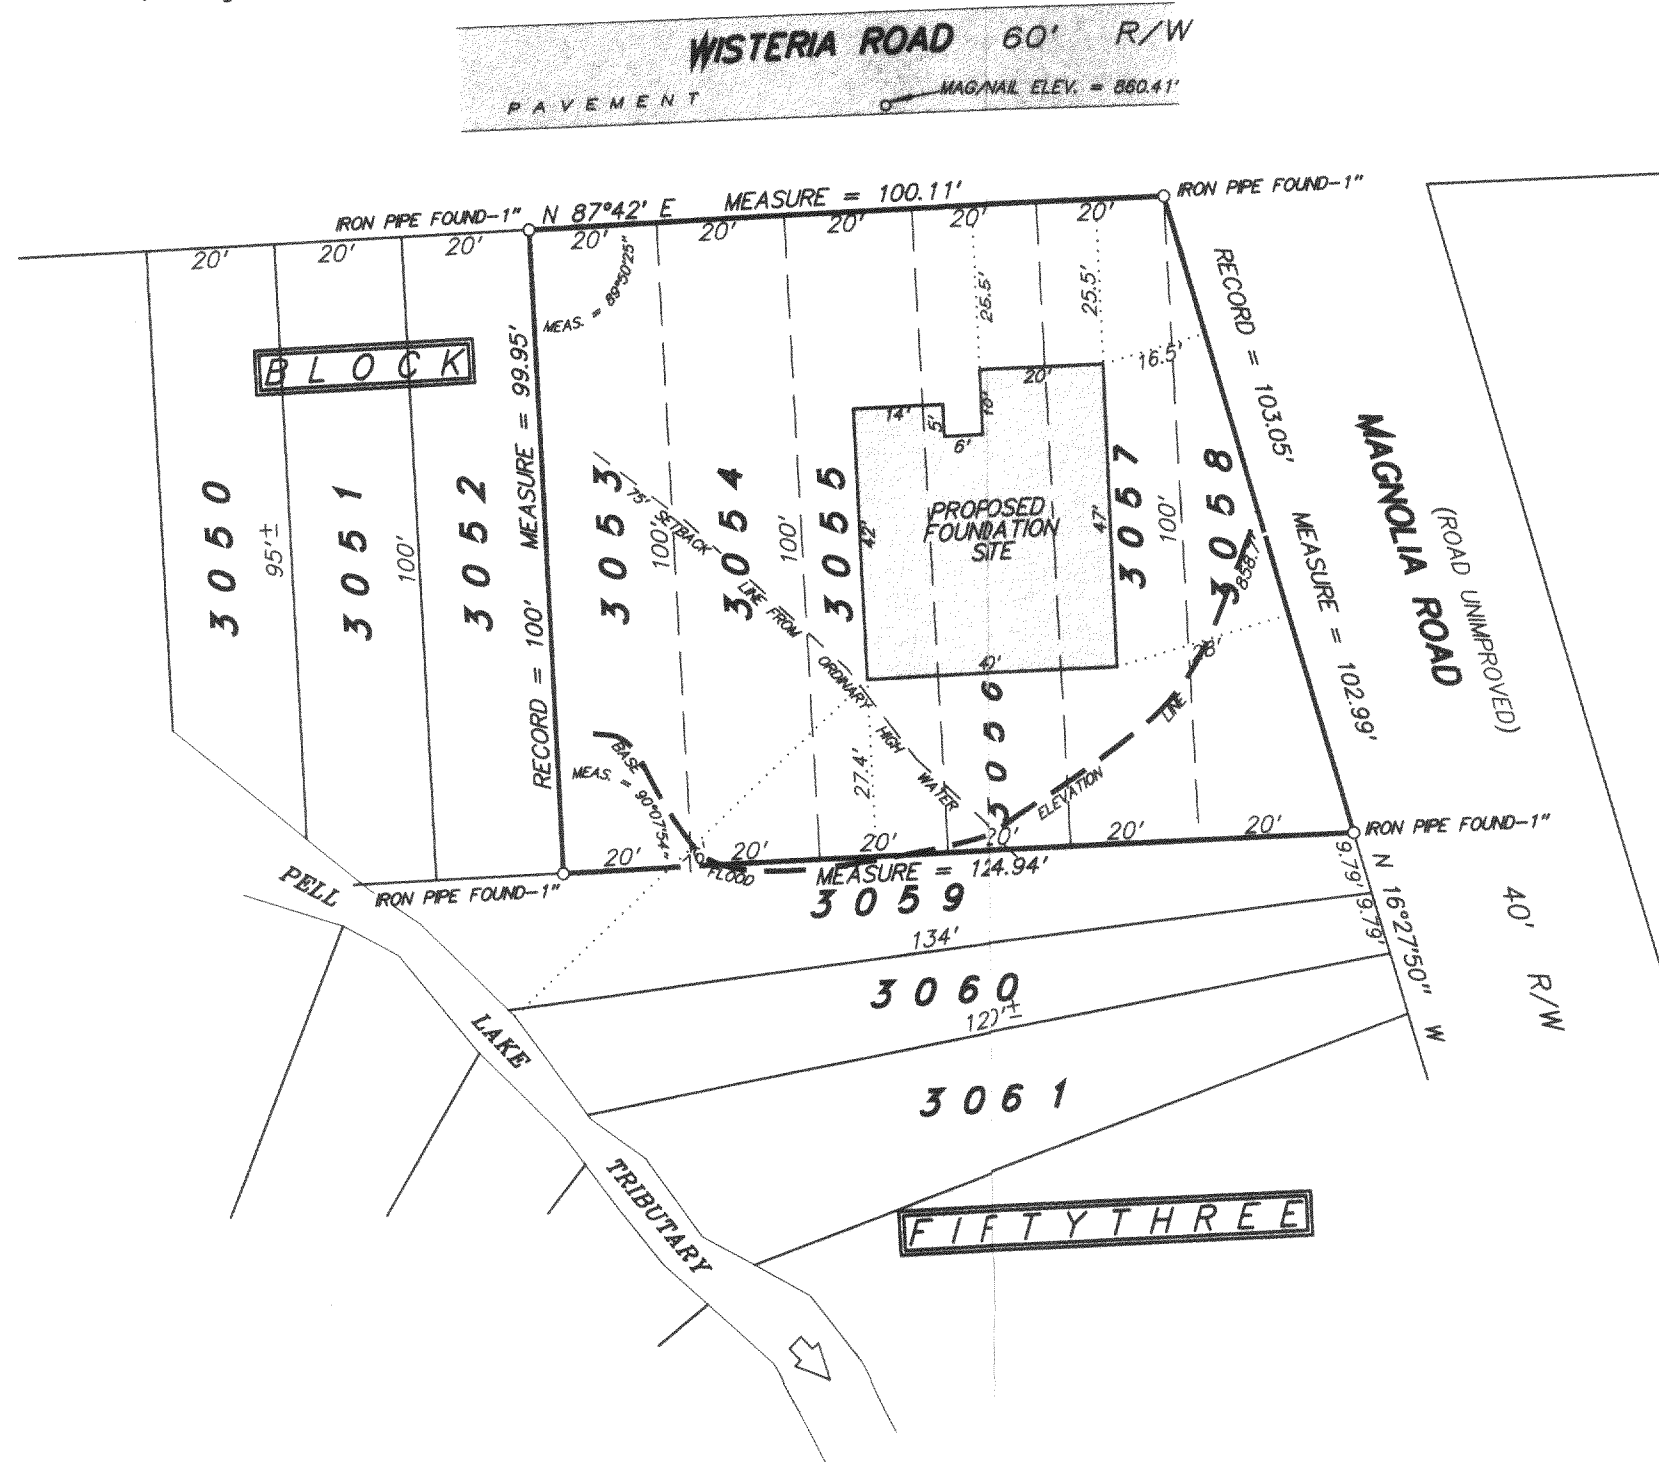 WISTERIA ROAD 60' R/W
PAVEMENT
MAG/NAIL ELEV. = 860.41'
IRON PIPE FOUND-1"
N 87°42' E
MEASURE = 100.11'
IRON PIPE FOUND-1"
20' 20' 20' 20' 20' 20' 20' 20'
MEAS. = 89°50'25"
25.5'
25.5'
RECORD = 103.05' MEASURE = 102.99'
BLOCK
RECORD = 100' MEASURE = 99.95'
16.5'
20'
14'
5'
6'
10'
3050
95'±
3051
100'
3052
3053
100'
3054
100'
3055
42'
PROPOSED
FOUNDATION
SITE
47'
3057
100'
3058
858.7'
MAGNOLIA ROAD
(ROAD UNIMPROVED)
75' SETBACK LINE FROM ORDINARY HIGH WATER
28'
3056
27.4'
BASE FLOOD ELEVATION LINE
MEAS. = 90°07'54"
20' 20' 20' 20' 20' 20'
IRON PIPE FOUND-1"
MEASURE = 124.94'
IRON PIPE FOUND-1"
3059
134'
19.79'
19.79'
N 16°27'50" W
40' R/W
3060
3061
PELL LAKE TRIBUTARY
FIFTYTHREE